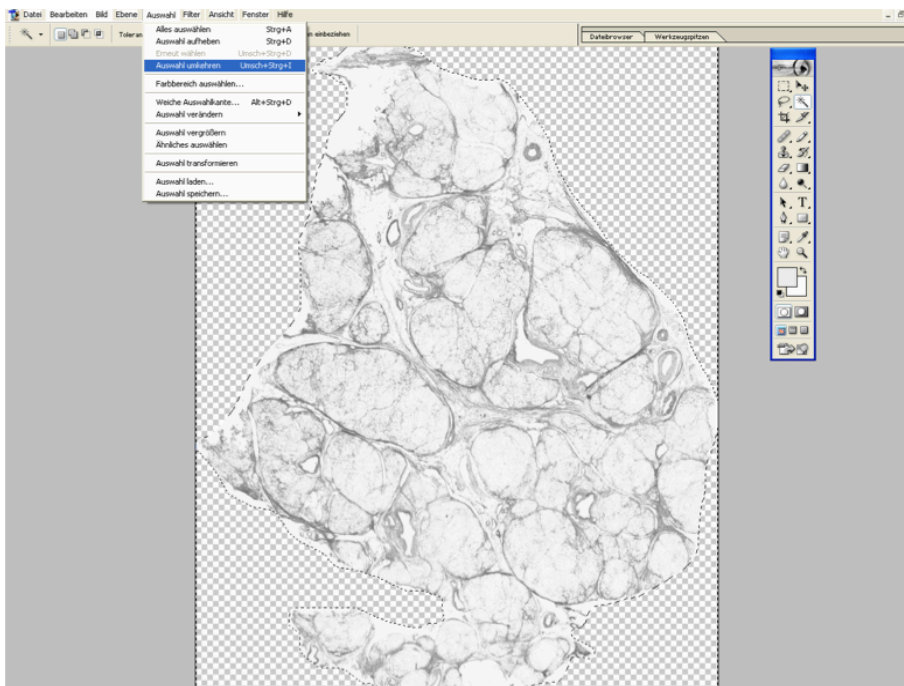 Datei Bearbeiten Bild Ebene Auswahl Filter Ansicht Fenster Hilfe
Toleran
n einbeziehen
Dateibrowser Werkzeugspitzen
Alles auswählen Strg+A
Auswahl aufheben Strg+D
Erneut wählen Umsch+Strg+D
Auswahl umkehren Umsch+Strg+I
Farbbereich auswählen...
Weiche Auswahlkante... Alt+Strg+D
Auswahl verändern
Auswahl vergrößern
Ähnliches auswählen
Auswahl transformieren
Auswahl laden...
Auswahl speichern...
T